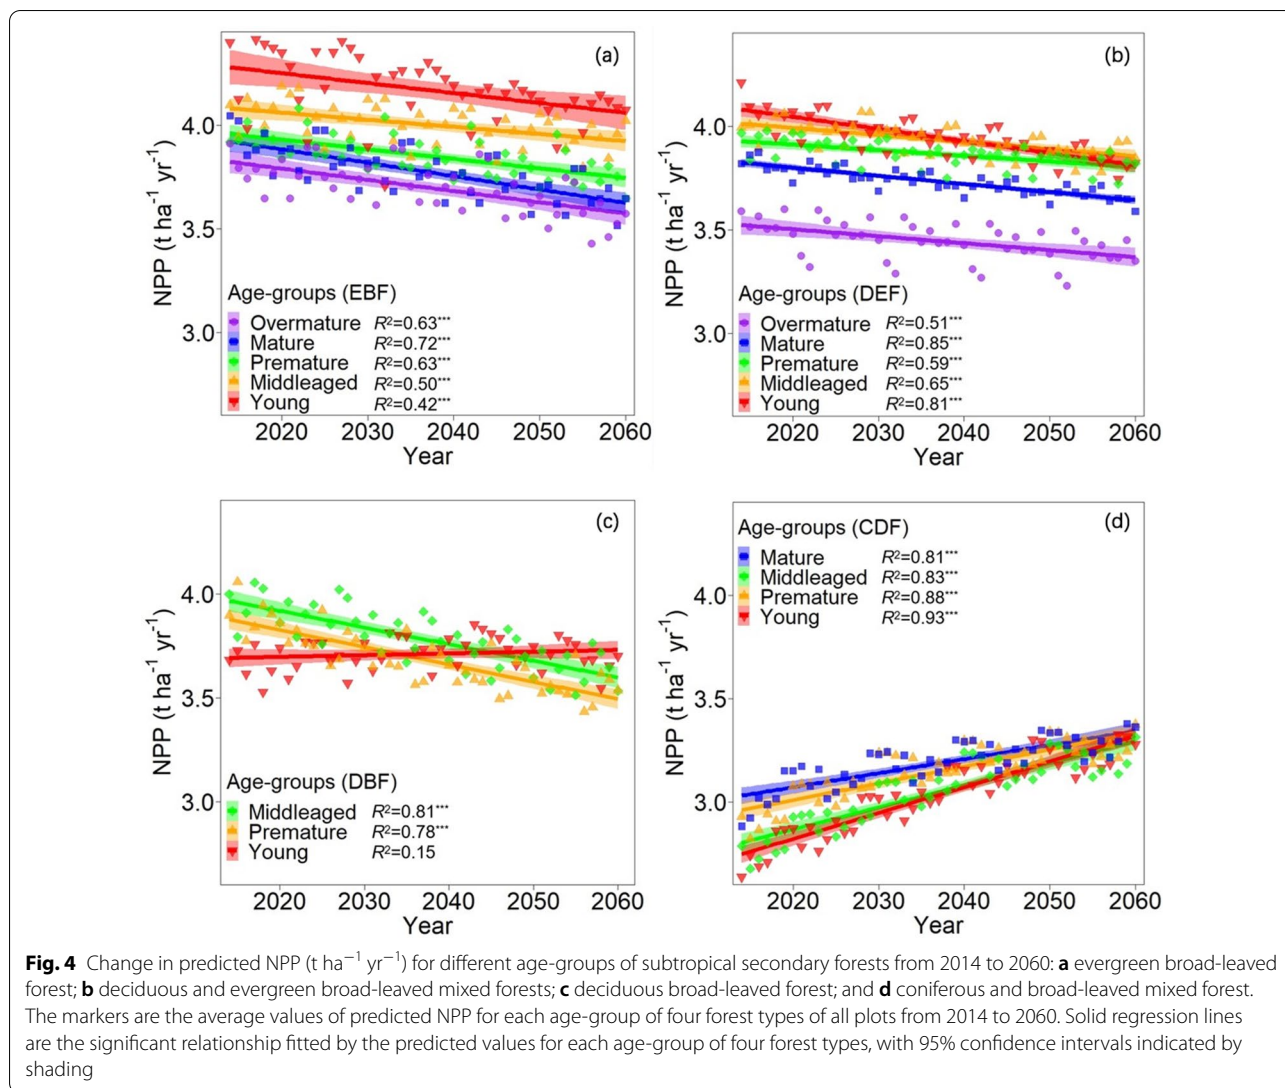 (a)
NPP (t ha⁻¹ yr⁻¹)
4.0
3.5
3.0
Age-groups (EBF)
Overmature R²=0.63***
Mature R²=0.72***
Premature R²=0.63***
Middleaged R²=0.50***
Young R²=0.42***
2020 2030 2040 2050 2060
Year
(b)
NPP (t ha⁻¹ yr⁻¹)
4.0
3.5
3.0
Age-groups (DEF)
Overmature R²=0.51***
Mature R²=0.85***
Premature R²=0.59***
Middleaged R²=0.65***
Young R²=0.81***
2020 2030 2040 2050 2060
Year
(c)
NPP (t ha⁻¹ yr⁻¹)
4.0
3.5
3.0
Age-groups (DBF)
Middleaged R²=0.81***
Premature R²=0.78***
Young R²=0.15
2020 2030 2040 2050 2060
Year
(d)
Age-groups (CDF)
Mature R²=0.81***
Middleaged R²=0.83***
Premature R²=0.88***
Young R²=0.93***
NPP (t ha⁻¹ yr⁻¹)
4.0
3.5
3.0
2020 2030 2040 2050 2060
Year
Fig. 4 Change in predicted NPP (t ha⁻¹ yr⁻¹) for different age-groups of subtropical secondary forests from 2014 to 2060: a evergreen broad-leaved
forest; b deciduous and evergreen broad-leaved mixed forests; c deciduous broad-leaved forest; and d coniferous and broad-leaved mixed forest.
The markers are the average values of predicted NPP for each age-group of four forest types of all plots from 2014 to 2060. Solid regression lines
are the significant relationship fitted by the predicted values for each age-group of four forest types, with 95% confidence intervals indicated by
shading